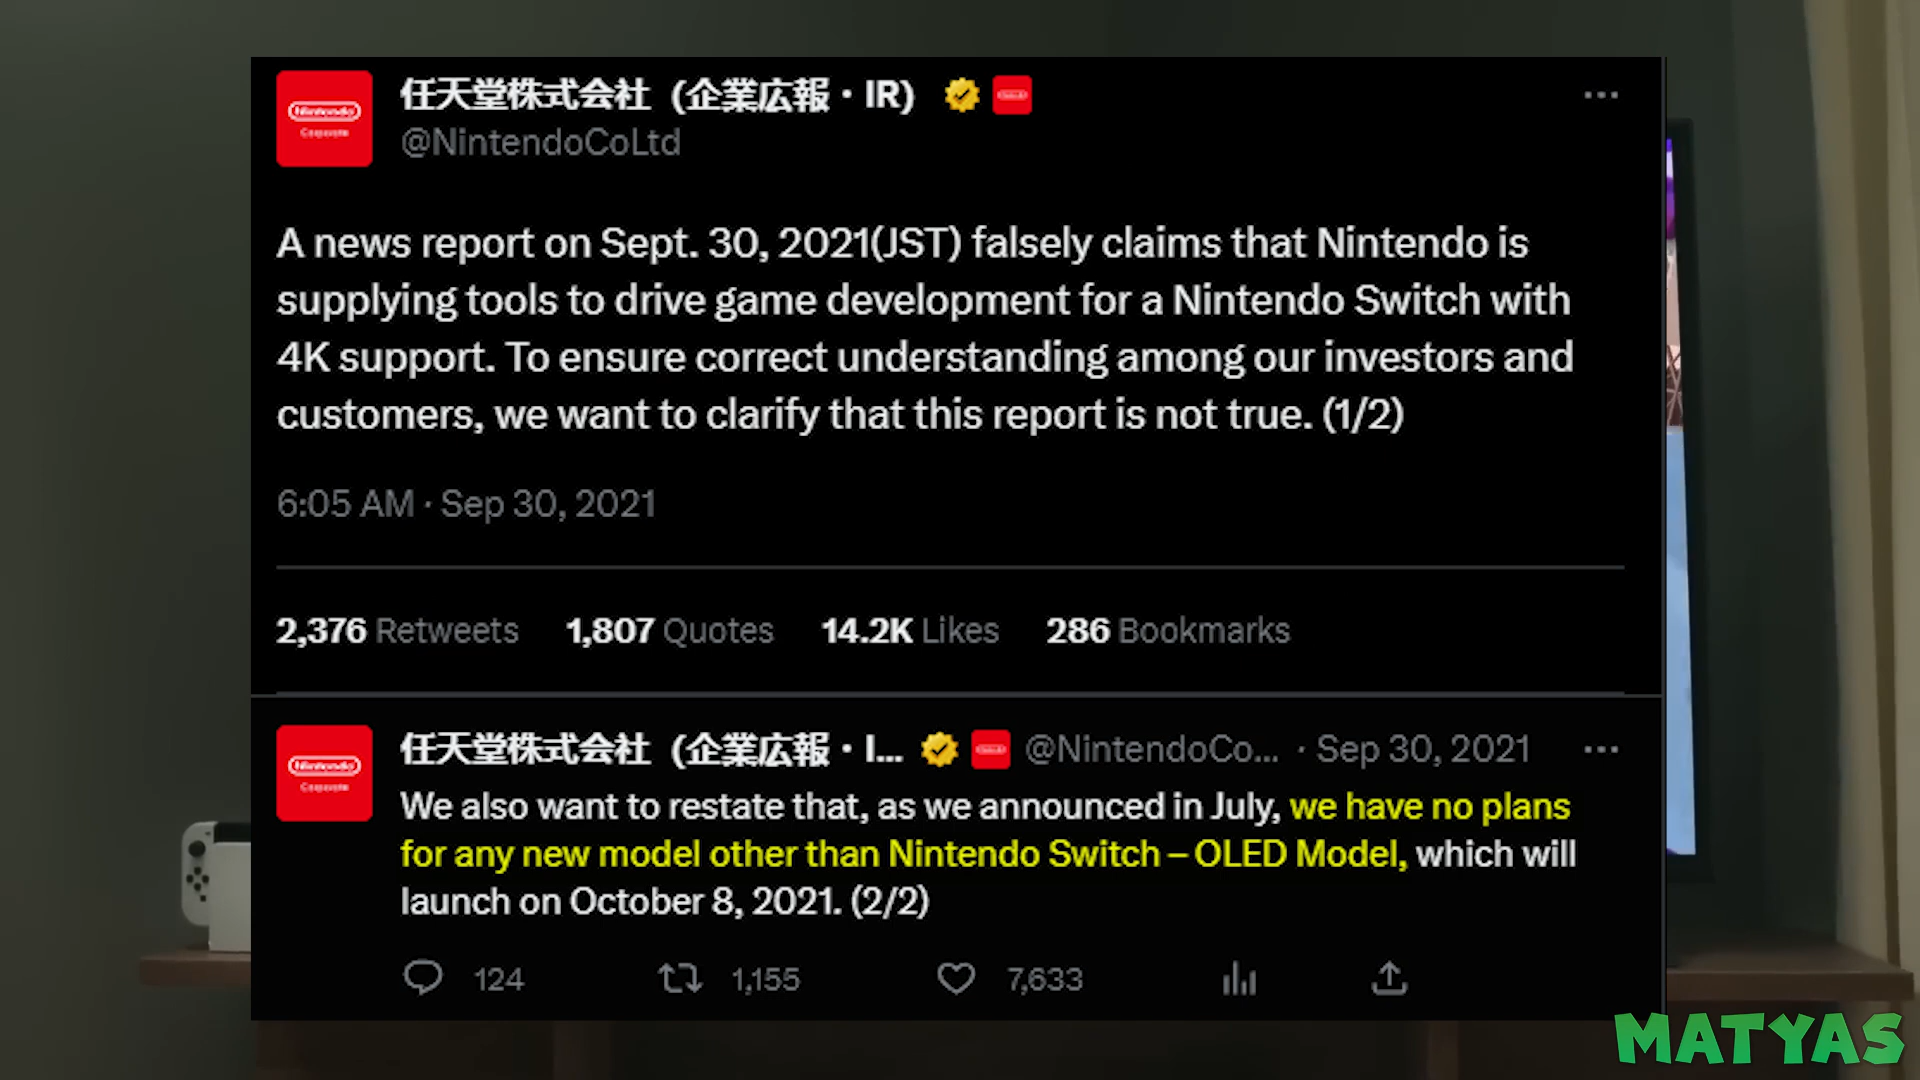 任天堂株式会社 (企業広報・IR)
@NintendoCoLtd
Nintendo
Corporate
A news report on Sept. 30, 2021(JST) falsely claims that Nintendo is
supplying tools to drive game development for a Nintendo Switch with
4K support. To ensure correct understanding among our investors and
customers, we want to clarify that this report is not true. (1/2)
6:05 AM · Sep 30, 2021
2,376 Retweets 1,807 Quotes 14.2K Likes 286 Bookmarks
任天堂株式会社 (企業広報・I... @NintendoCo... · Sep 30, 2021
Nintendo
Corporate
We also want to restate that, as we announced in July, we have no plans
for any new model other than Nintendo Switch – OLED Model, which will
launch on October 8, 2021. (2/2)
124 1,155 7,633
MATYAS